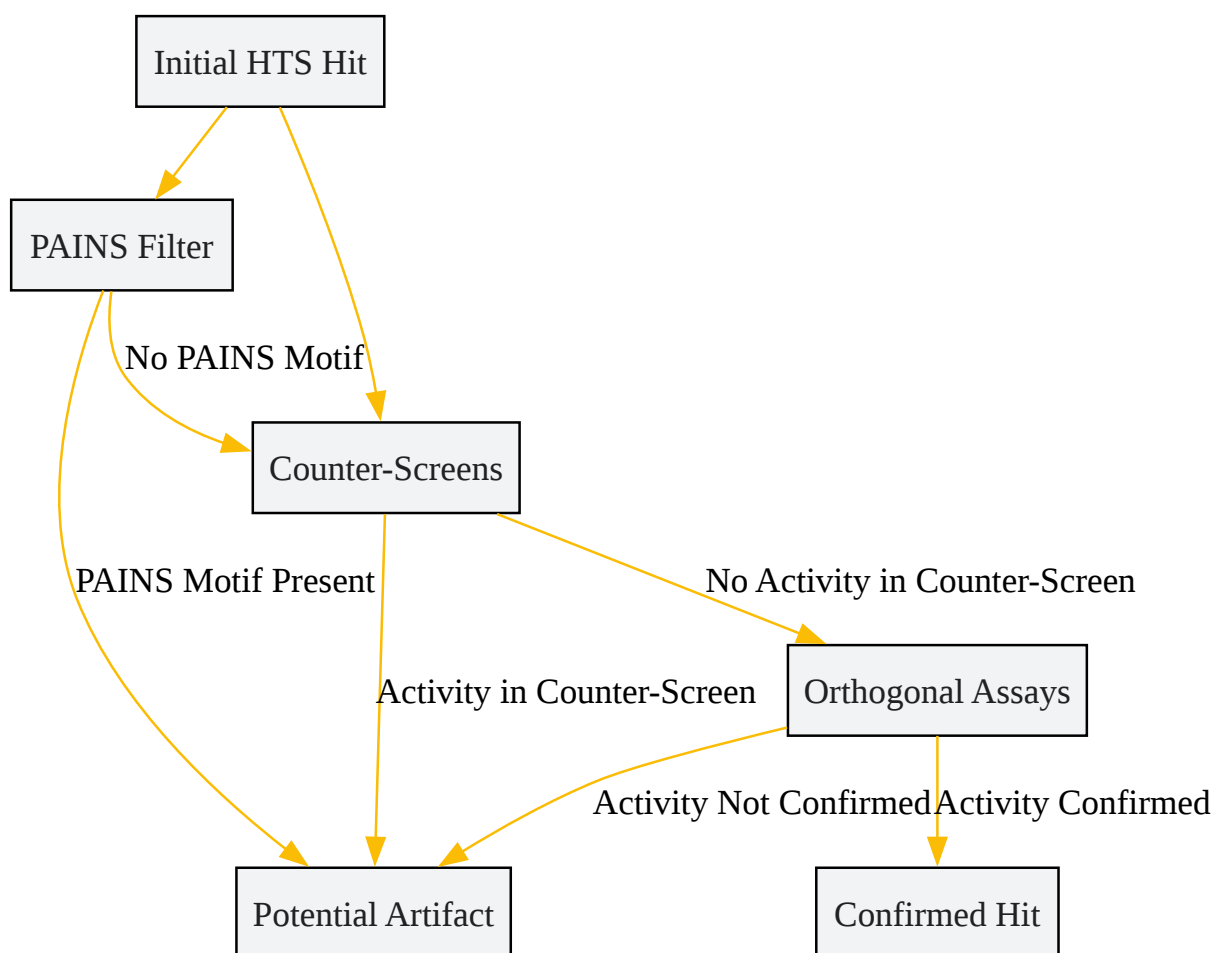 Initial HTS Hit
PAINS Filter
No PAINS Motif
Counter-Screens
PAINS Motif Present
No Activity in Counter-Screen
Activity in Counter-Screen
Orthogonal Assays
Activity Not Confirmed
Activity Confirmed
Potential Artifact
Confirmed Hit